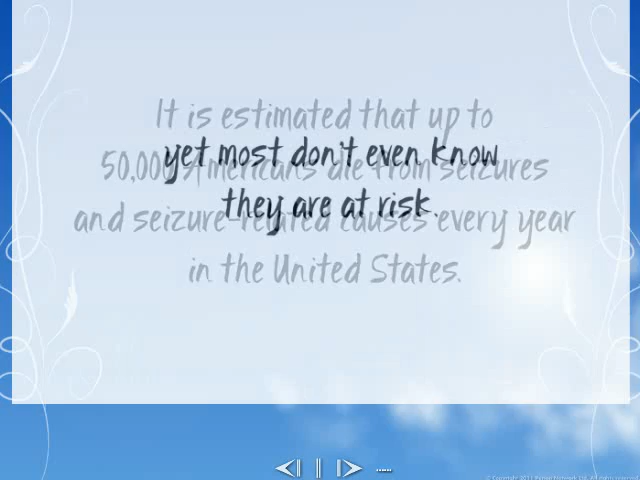 It is estimated that up to
50,000 Americans die from seizures
and seizure-related causes every year
in the United States.
yet most don't even know
they are at risk.